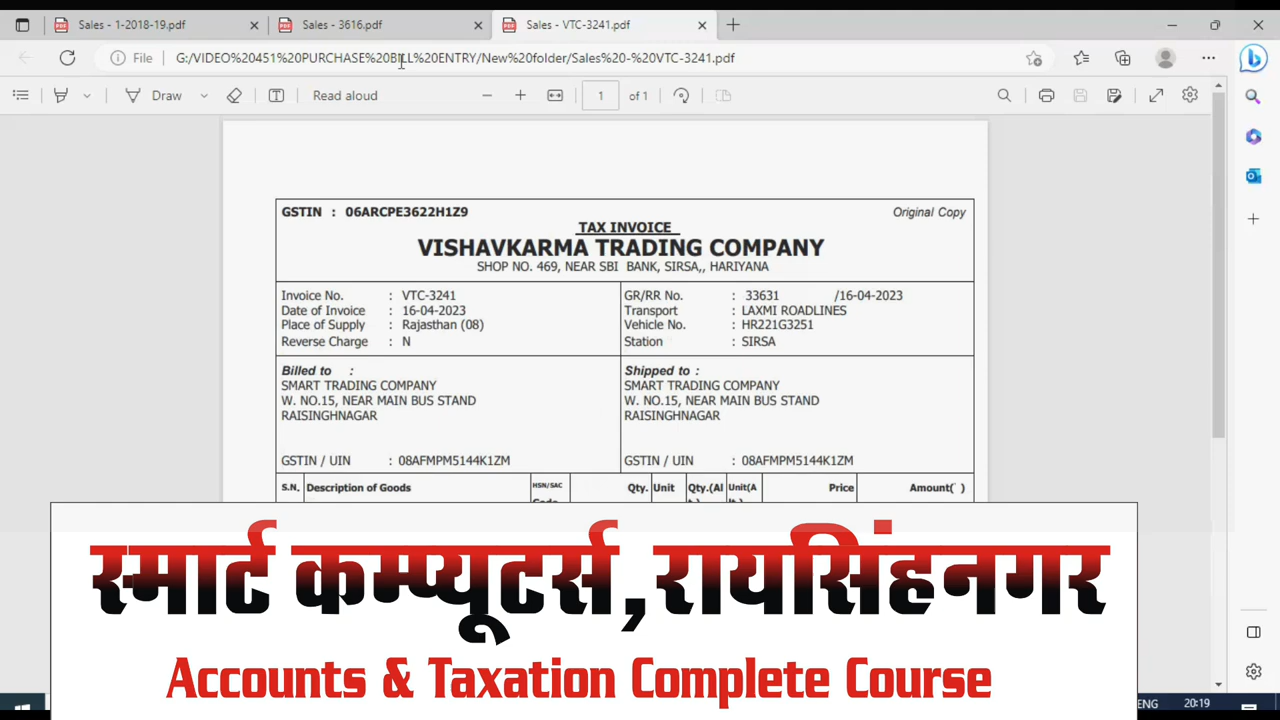 Sales - 1-2018-19.pdf
Sales - 3616.pdf
Sales - VTC-3241.pdf
File
G:/VIDEO%20451%20PURCHASE%20BILL%20ENTRY/New%20folder/Sales%20-%20VTC-3241.pdf
Draw
Read aloud
1 of 1
GSTIN : 06ARCPE3622H1Z9
Original Copy
TAX INVOICE
VISHAVKARMA TRADING COMPANY
SHOP NO. 469, NEAR SBI BANK, SIRSA,, HARIYANA
Invoice No. : VTC-3241
Date of Invoice : 16-04-2023
Place of Supply : Rajasthan (08)
Reverse Charge : N
GR/RR No. : 33631 /16-04-2023
Transport : LAXMI ROADLINES
Vehicle No. : HR221G3251
Station : SIRSA
Billed to :
SMART TRADING COMPANY
W. NO.15, NEAR MAIN BUS STAND
RAISINGHNAGAR
GSTIN / UIN : 08AFMPM5144K1ZM
Shipped to :
SMART TRADING COMPANY
W. NO.15, NEAR MAIN BUS STAND
RAISINGHNAGAR
GSTIN / UIN : 08AFMPM5144K1ZM
S.N. Description of Goods HSN/SAC Qty. Unit Qty.(Al Unit(A Price Amount(` )
स्मार्ट कम्प्यूटर्स,रायसिंहनगर
Accounts & Taxation Complete Course
ENG 20:19